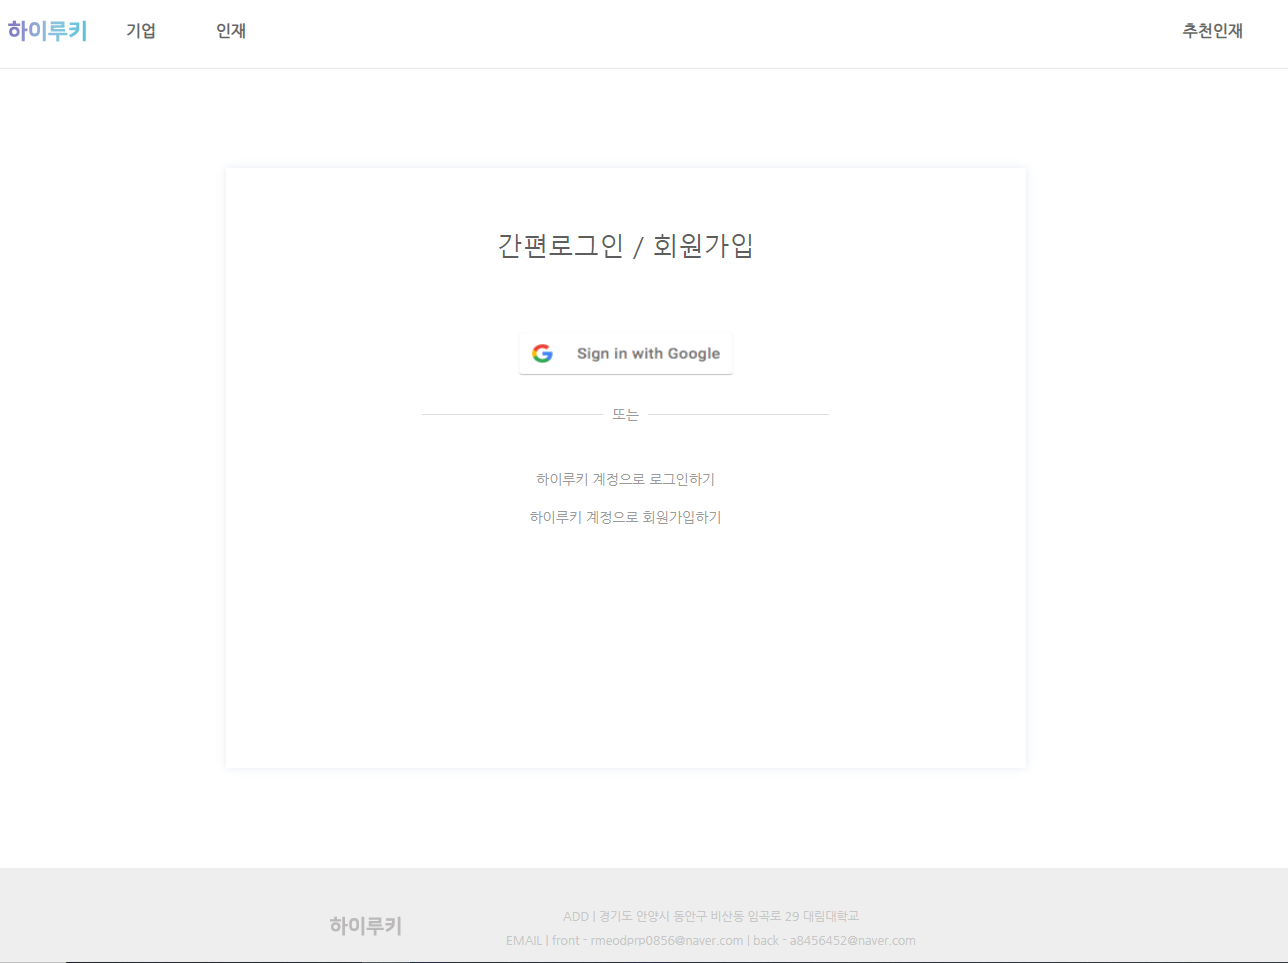 하이루키 기업 인재 추천인재
간편로그인 / 회원가입
Sign in with Google
또는
하이루키 계정으로 로그인하기
하이루키 계정으로 회원가입하기
하이루키
ADD | 경기도 안양시 동안구 비산동 임곡로 29 대림대학교
EMAIL | front - rmeodprp0856@naver.com | back - a8456452@naver.com